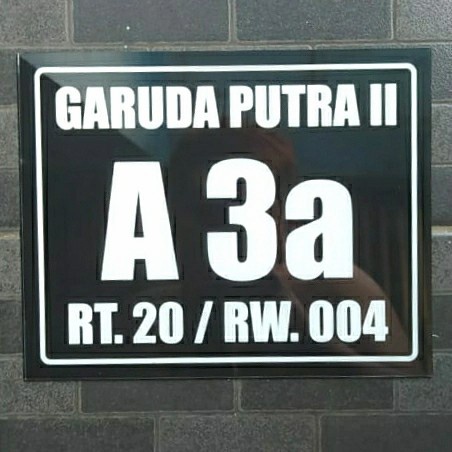 GARUDA PUTRA II
A 3a
RT. 20 / RW. 004